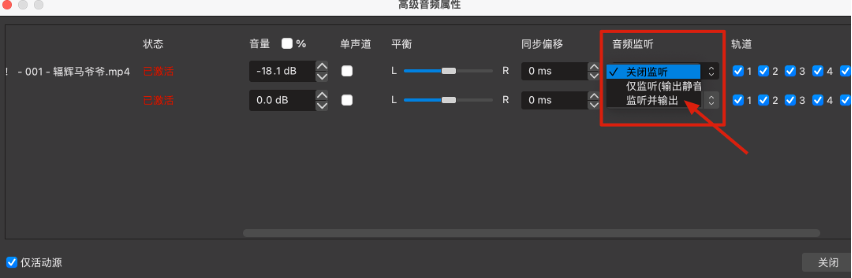 高级音频属性
状态 音量 % 单声道 平衡 同步偏移 音频监听 轨道
! - 001 - 辐辉马爷爷.mp4 已激活 -18.1 dB L R 0 ms ✓ 关闭监听 1 2 3 4
仅监听(输出静音
已激活 0.0 dB L R 0 ms 监听并输出 1 2 3 4
仅活动源 关闭